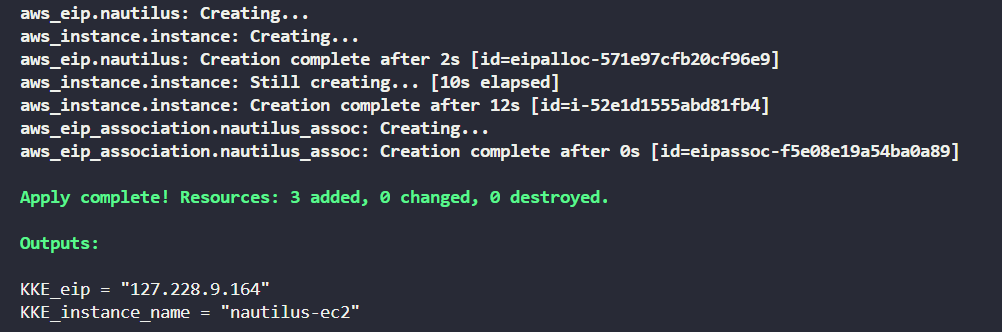 aws_eip.nautilus: Creating...
aws_instance.instance: Creating...
aws_eip.nautilus: Creation complete after 2s [id=eipalloc-571e97cfb20cf96e9]
aws_instance.instance: Still creating... [10s elapsed]
aws_instance.instance: Creation complete after 12s [id=i-52e1d1555abd81fb4]
aws_eip_association.nautilus_assoc: Creating...
aws_eip_association.nautilus_assoc: Creation complete after 0s [id=eipassoc-f5e08e19a54ba0a89]
Apply complete! Resources: 3 added, 0 changed, 0 destroyed.
Outputs:
KKE_eip = "127.228.9.164"
KKE_instance_name = "nautilus-ec2"